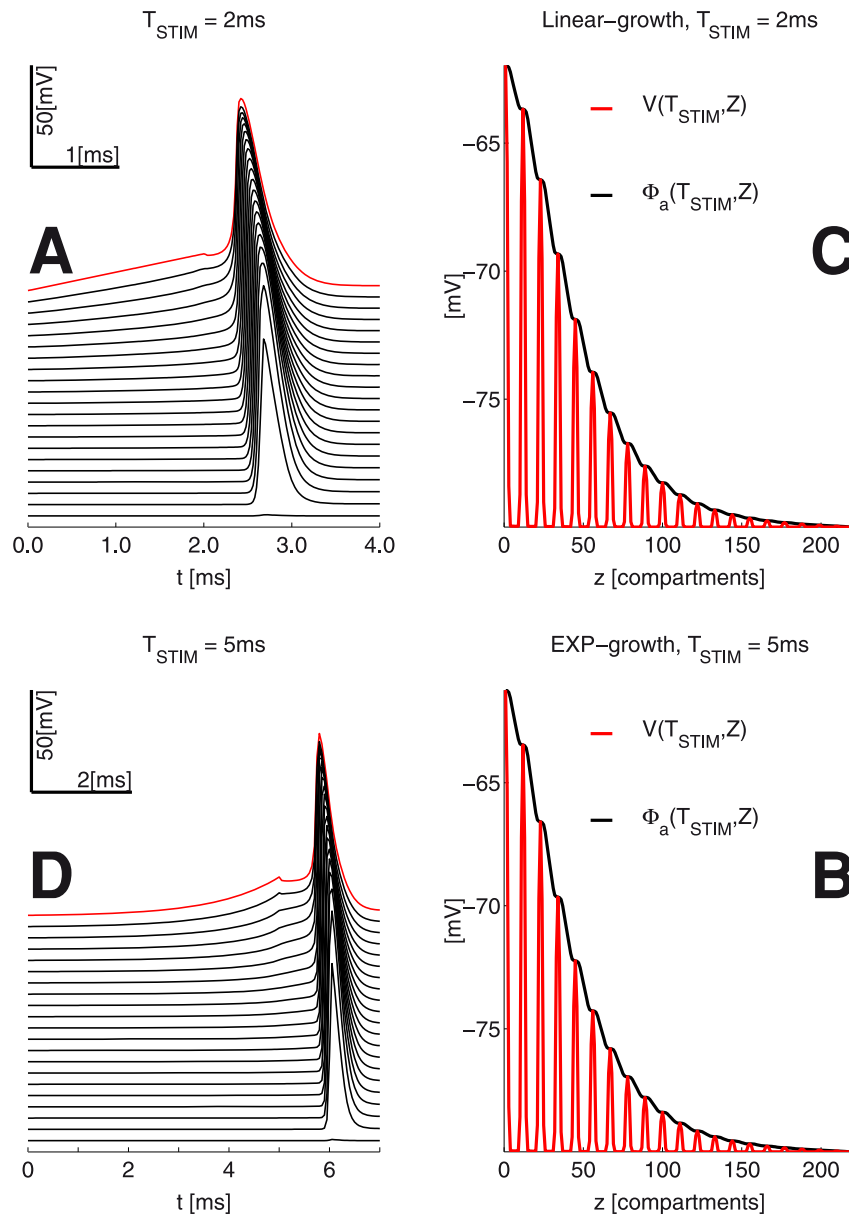 T_STIM = 2ms
50[mV]
1[ms]
A
0 1.0 2.0 3.0 4.0
t [ms]
Linear−growth, T_STIM = 2ms
V(T_STIM,Z)
Φ_a(T_STIM,Z)
C
[mV]
−65
−70
−75
0 50 100 150 200
z [compartments]
T_STIM = 5ms
50[mV]
2[ms]
D
0 2 4 6
t [ms]
EXP−growth, T_STIM = 5ms
V(T_STIM,Z)
Φ_a(T_STIM,Z)
B
[mV]
−65
−70
−75
0 50 100 150 200
z [compartments]